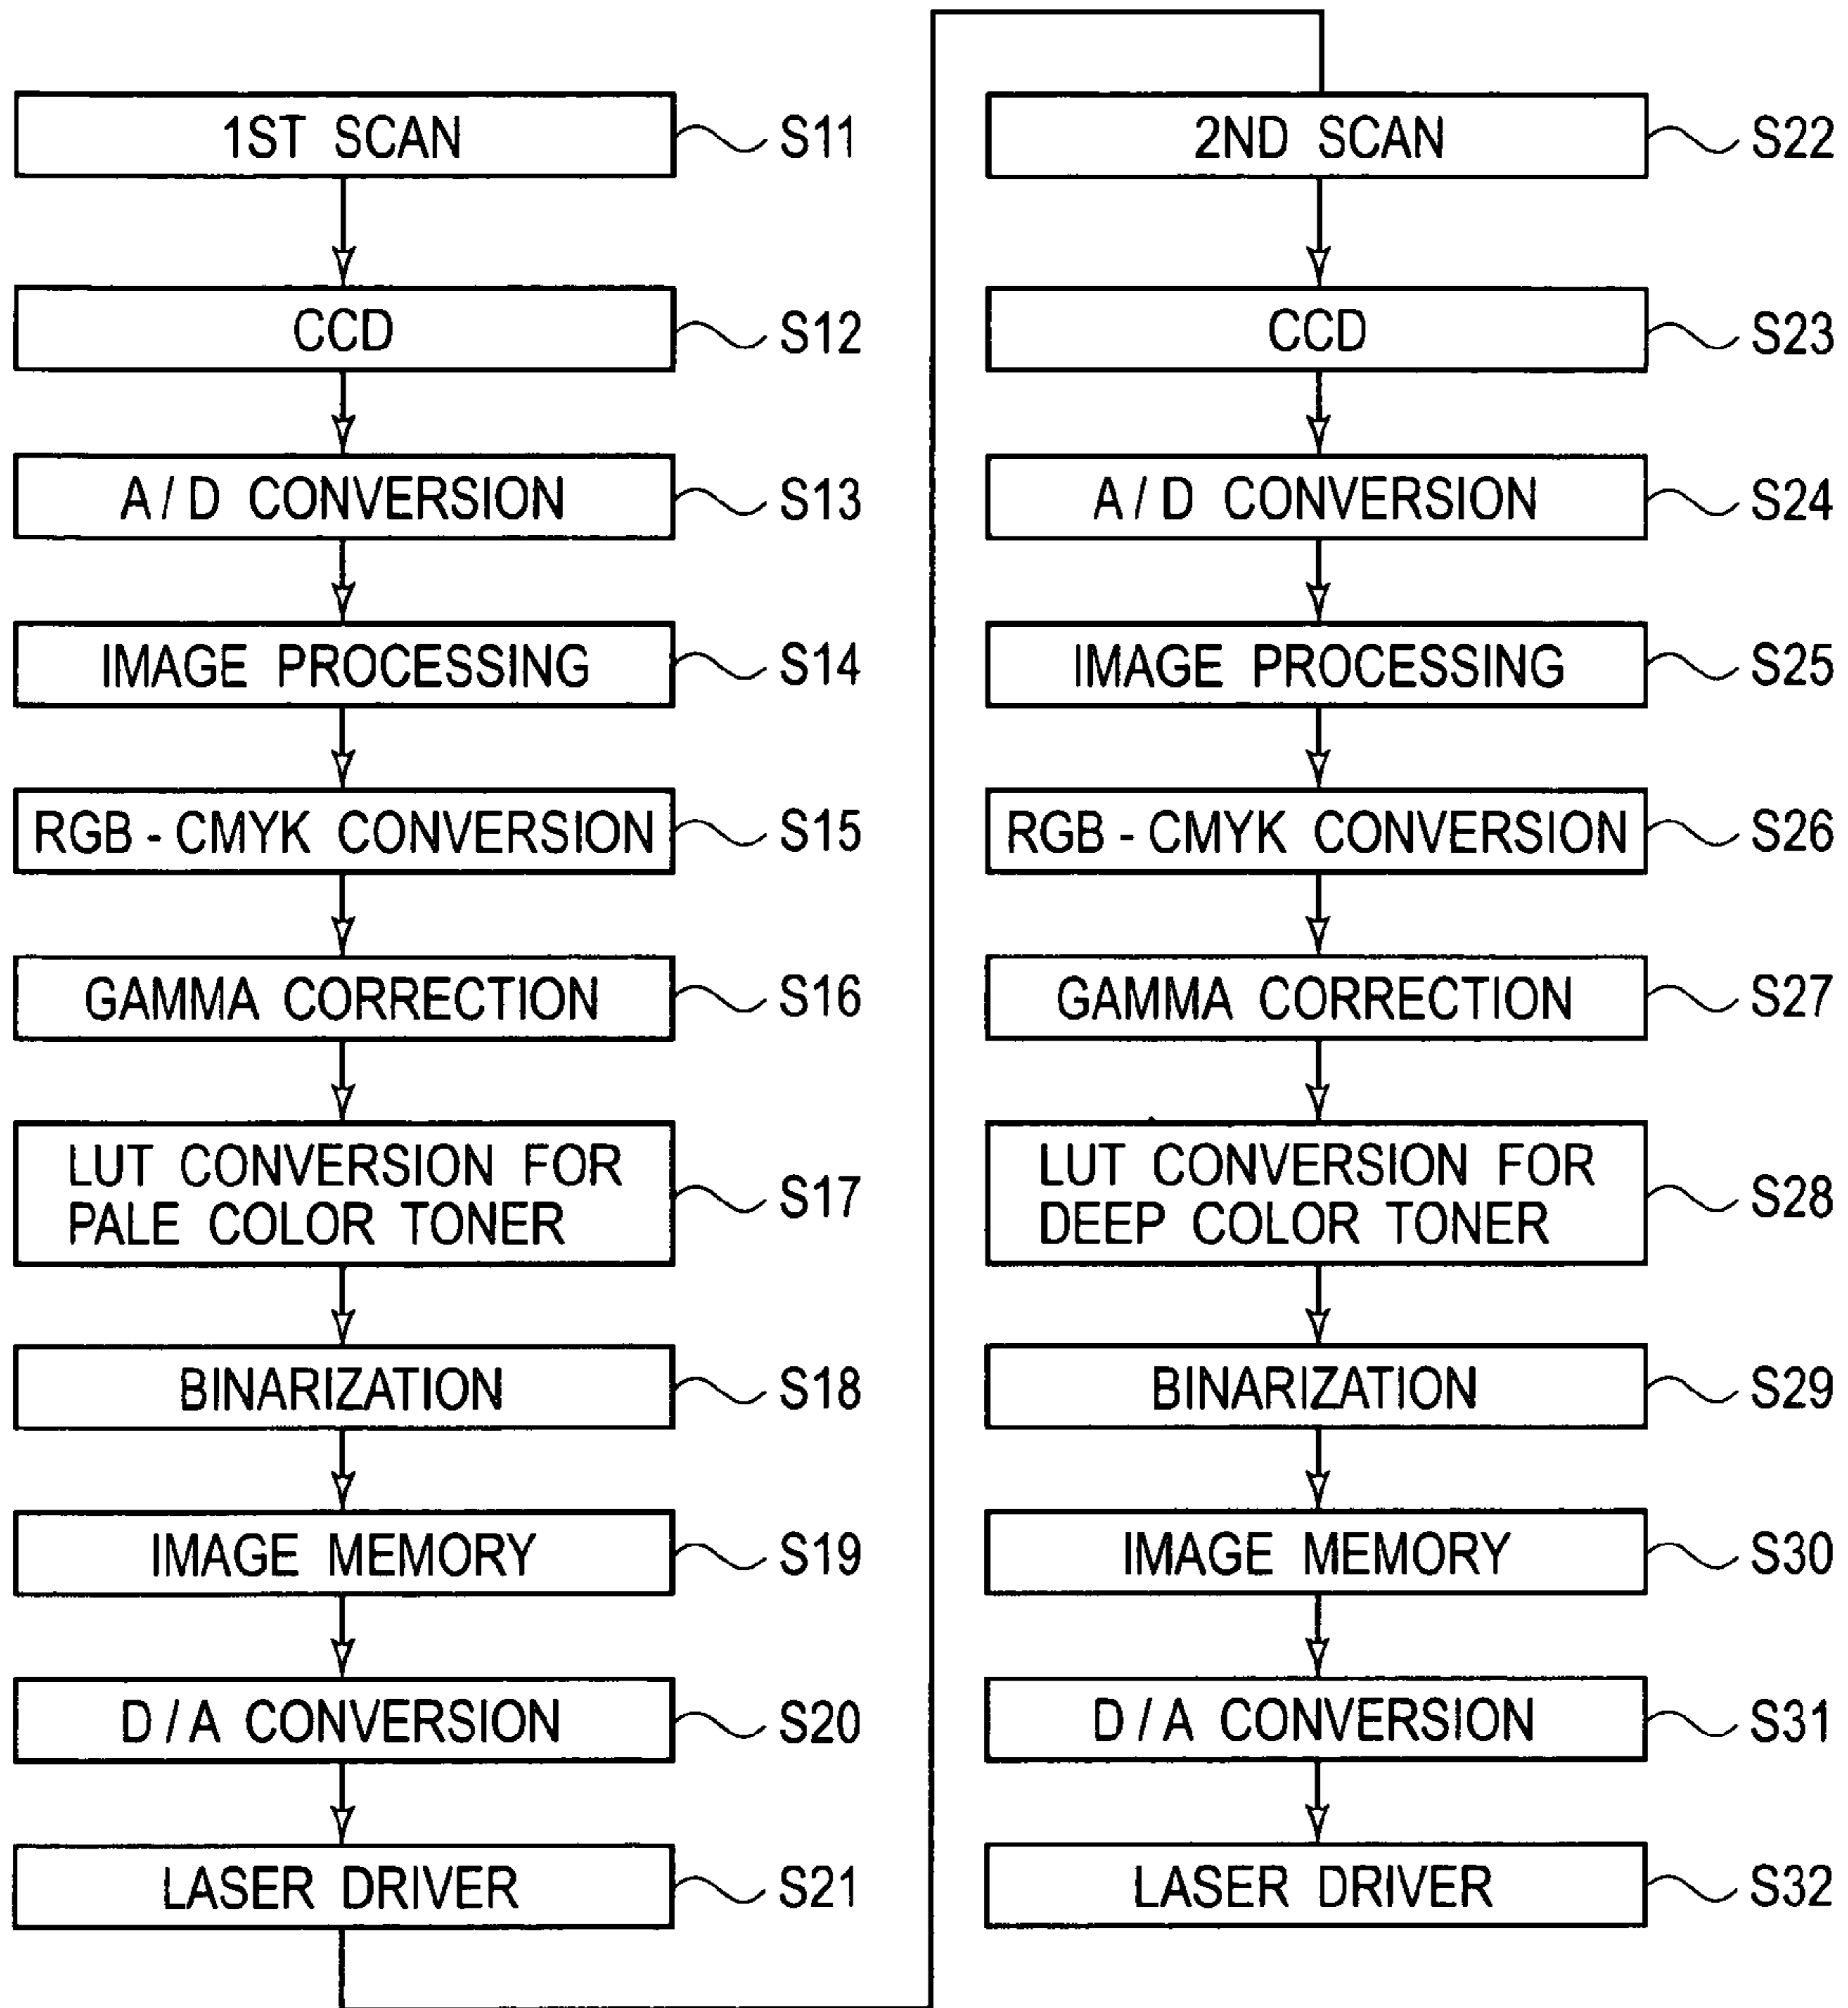 1ST SCAN S11
CCD S12
A/D CONVERSION S13
IMAGE PROCESSING S14
RGB-CMYK CONVERSION S15
GAMMA CORRECTION S16
LUT CONVERSION FOR
PALE COLOR TONER S17
BINARIZATION S18
IMAGE MEMORY S19
D/A CONVERSION S20
LASER DRIVER S21
2ND SCAN S22
CCD S23
A/D CONVERSION S24
IMAGE PROCESSING S25
RGB-CMYK CONVERSION S26
GAMMA CORRECTION S27
LUT CONVERSION FOR
DEEP COLOR TONER S28
BINARIZATION S29
IMAGE MEMORY S30
D/A CONVERSION S31
LASER DRIVER S32